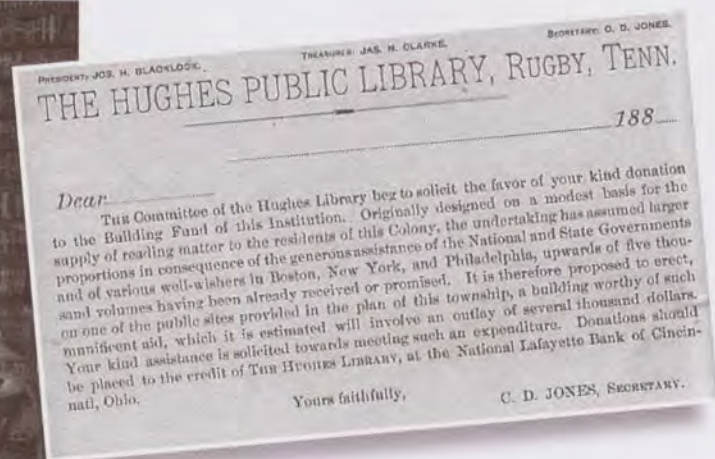 PRESIDENT: JOS. H. BLACKLOCK. TREASURER: JAS. N. CLARKE. SECRETARY: C. D. JONES.
THE HUGHES PUBLIC LIBRARY, RUGBY, TENN.
188
Dear
THE Committee of the Hughes Library beg to solicit the favor of your kind donation
to the Building Fund of this Institution. Originally designed on a modest basis for the
supply of reading matter to the residents of this Colony, the undertaking has assumed larger
proportions in consequence of the generous assistance of the National and State Governments
and of various well-wishers in Boston, New York, and Philadelphia, upwards of five thou-
sand volumes having been already received or promised. It is therefore proposed to erect,
on one of the public sites provided in the plan of this township, a building worthy of such
munificent aid, which it is estimated will involve an outlay of several thousand dollars.
Your kind assistance is solicited towards meeting such an expenditure. Donations should
be placed to the credit of THE HUGHES LIBRARY, at the National Lafayette Bank of Cincin-
nati, Ohio.
Yours faithfully,
C. D. JONES, SECRETARY.